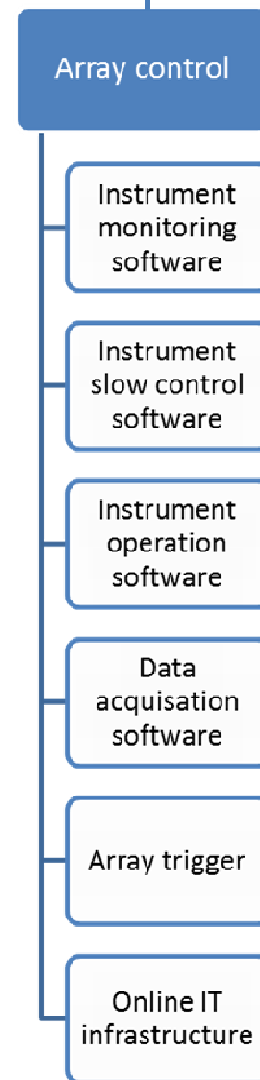 Array control
Instrument
monitoring
software
Instrument
slow control
software
Instrument
operation
software
Data
acquisation
software
Array trigger
Online IT
infrastructure